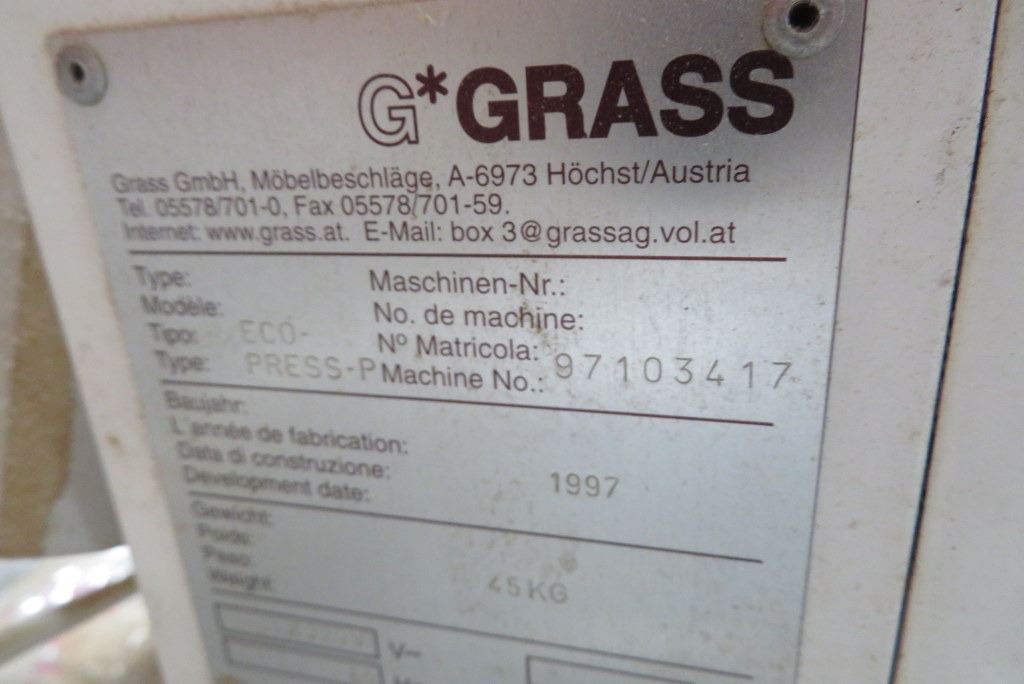 G*GRASS
Grass GmbH, Möbelbeschläge, A-6973 Höchst/Austria
Tel. 05578/701-0, Fax 05578/701-59.
Internet: www.grass.at. E-Mail: box 3@grassag.vol.at
Type: Maschinen-Nr.:
Modèle: No. de machine:
Tipo: ECO- Nº Matricola:
Type: PRESS-P Machine No.: 97103417
Baujahr:
L'année de fabrication:
Data di construzione:
Development date: 1997
Gewicht:
Poids:
Peso:
Weight: 45KG
V~